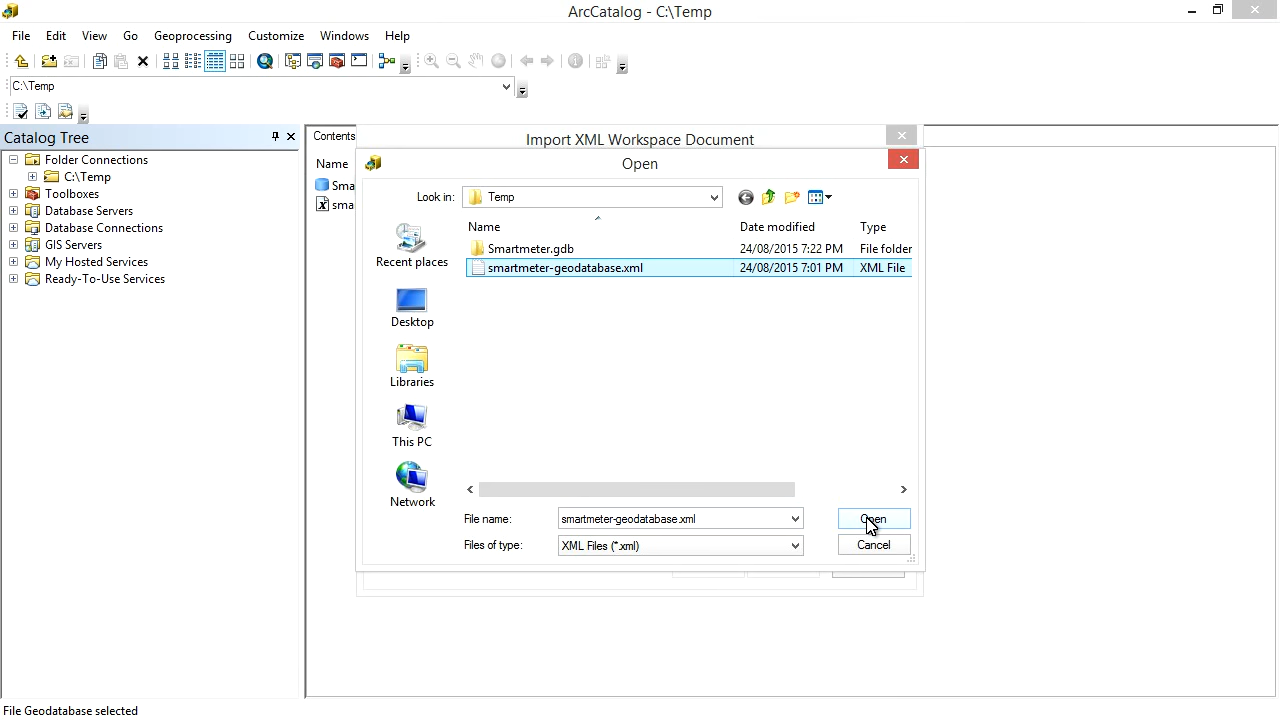 ArcCatalog - C:\Temp
File Edit View Go Geoprocessing Customize Windows Help
C:\Temp
Catalog Tree
Folder Connections
C:\Temp
Toolboxes
Database Servers
Database Connections
GIS Servers
My Hosted Services
Ready-To-Use Services
Contents
Name
Sma
sma
Import XML Workspace Document
Open
Look in: Temp
Recent places
Desktop
Libraries
This PC
Network
Name Date modified Type
Smartmeter.gdb 24/08/2015 7:22 PM File folder
smartmeter-geodatabase.xml 24/08/2015 7:01 PM XML File
File name: smartmeter-geodatabase.xml Open
Files of type: XML Files (*.xml) Cancel
File Geodatabase selected